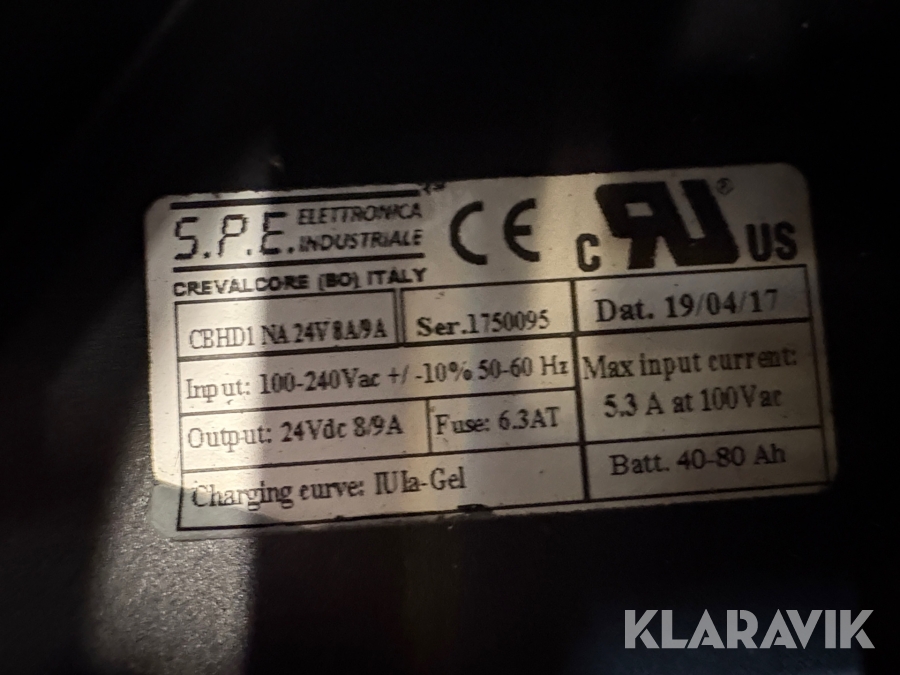 S.P.E. ELETTRONICA
INDUSTRIALE
CREVALCORE (BO) ITALY
CE
C RU® US
CBHD1 NA 24V 8A/9A
Ser.1750095
Dat. 19/04/17
Input: 100-240Vac +/ -10% 50-60 Hz
Max input current:
5.3 A at 100Vac
Output: 24Vdc 8/9A
Fuse: 6.3AT
Charging curve: IUIa-Gel
Batt. 40-80 Ah
KLARAVIK